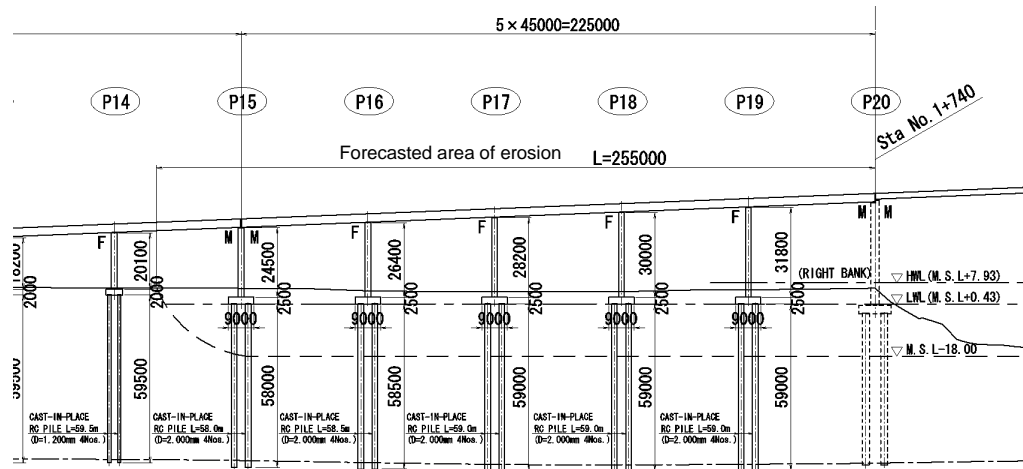 5×45000=225000
P14
P15
P16
P17
P18
P19
P20
Sta No. 1+740
Forecasted area of erosion
L=255000
F
M M
F
F
F
F
M M
18200
2000
20100
2000
24500
2500
26400
2500
28200
2500
30000
2500
31800
2500
(RIGHT BANK)
HWL(M.S.L+7.93)
LWL(M.S.L+0.43)
M.S.L-18.00
9000
9000
9000
9000
9000
59500
59500
58000
58500
59000
59000
59000
CAST-IN-PLACE
RC PILE L=59.5m
(D=1.200mm 4Nos.)
CAST-IN-PLACE
RC PILE L=58.0m
(D=2.000mm 4Nos.)
CAST-IN-PLACE
RC PILE L=58.5m
(D=2.000mm 4Nos.)
CAST-IN-PLACE
RC PILE L=59.0m
(D=2.000mm 4Nos.)
CAST-IN-PLACE
RC PILE L=59.0m
(D=2.000mm 4Nos.)
CAST-IN-PLACE
RC PILE L=59.0m
(D=2.000mm 4Nos.)